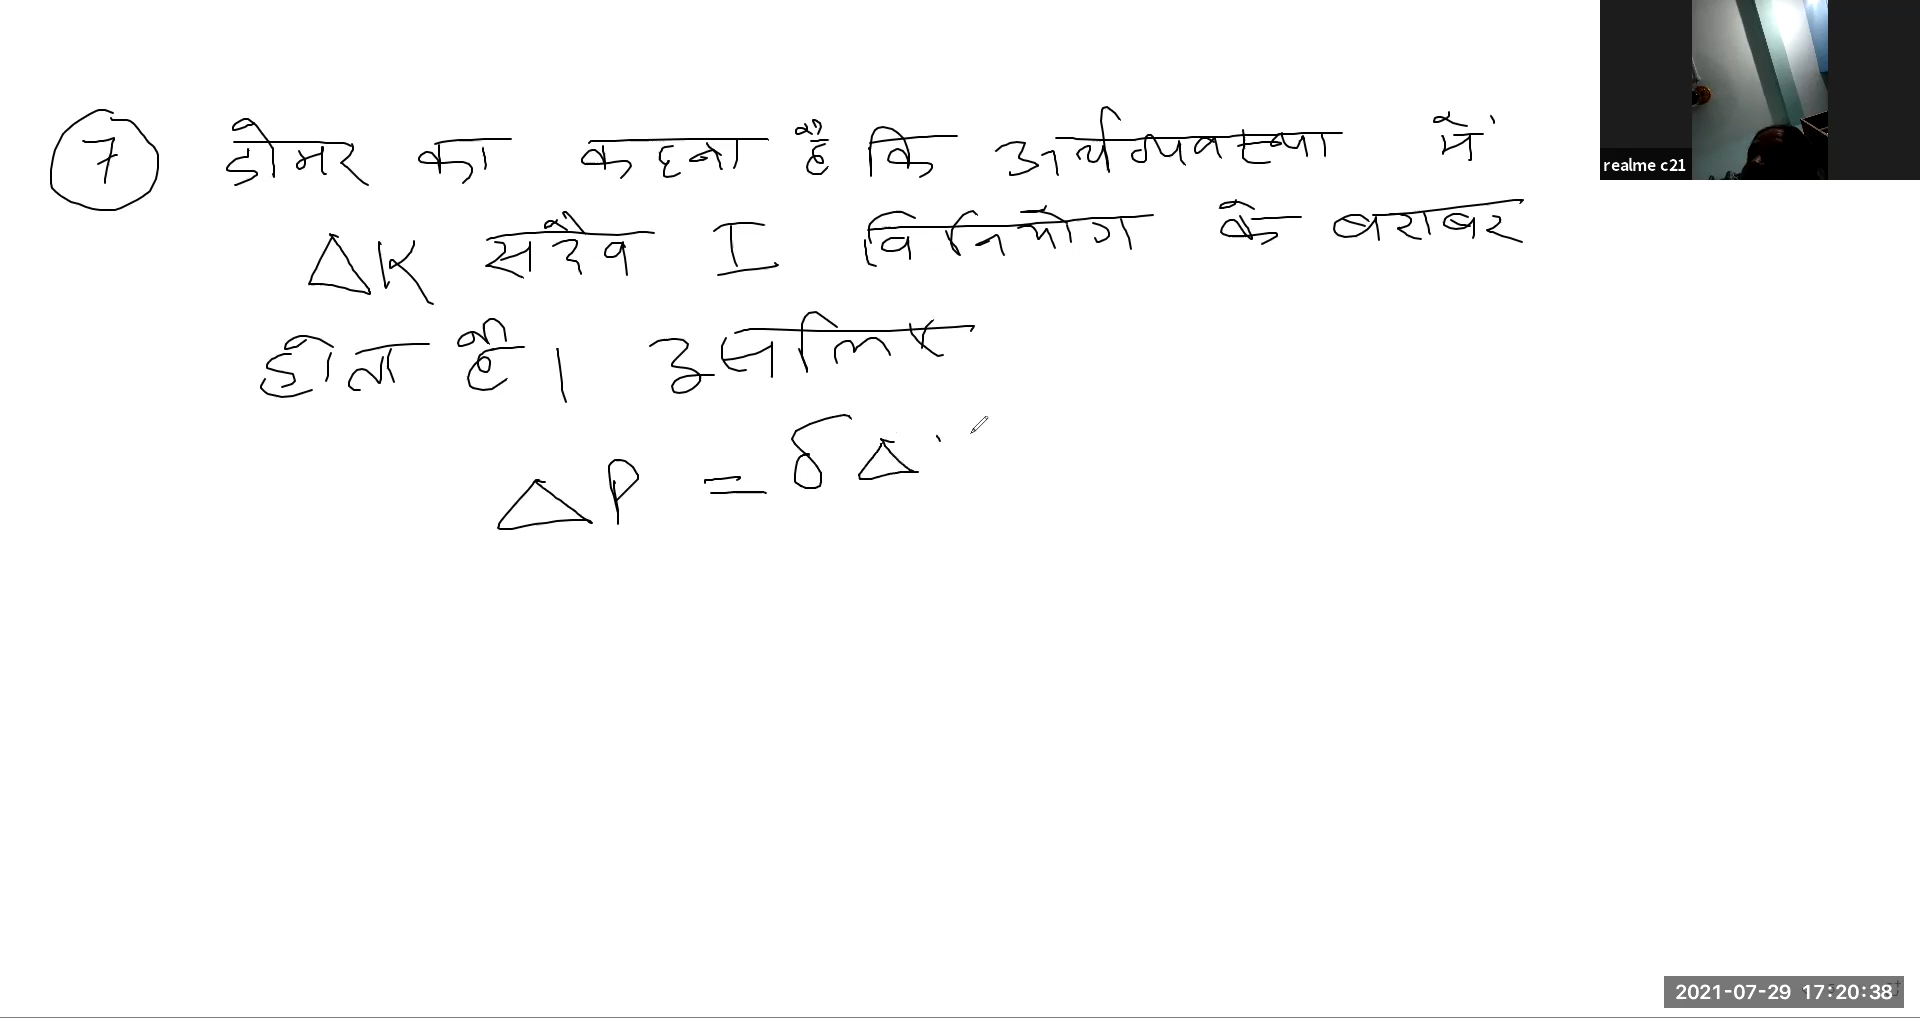 realme c21
7 डोमर का कहना है कि अर्थव्यवस्था में
ΔK सदैव I विनियोग के बराबर
होता है। इसलिए
ΔP = δΔ
2021-07-29 17:20:38